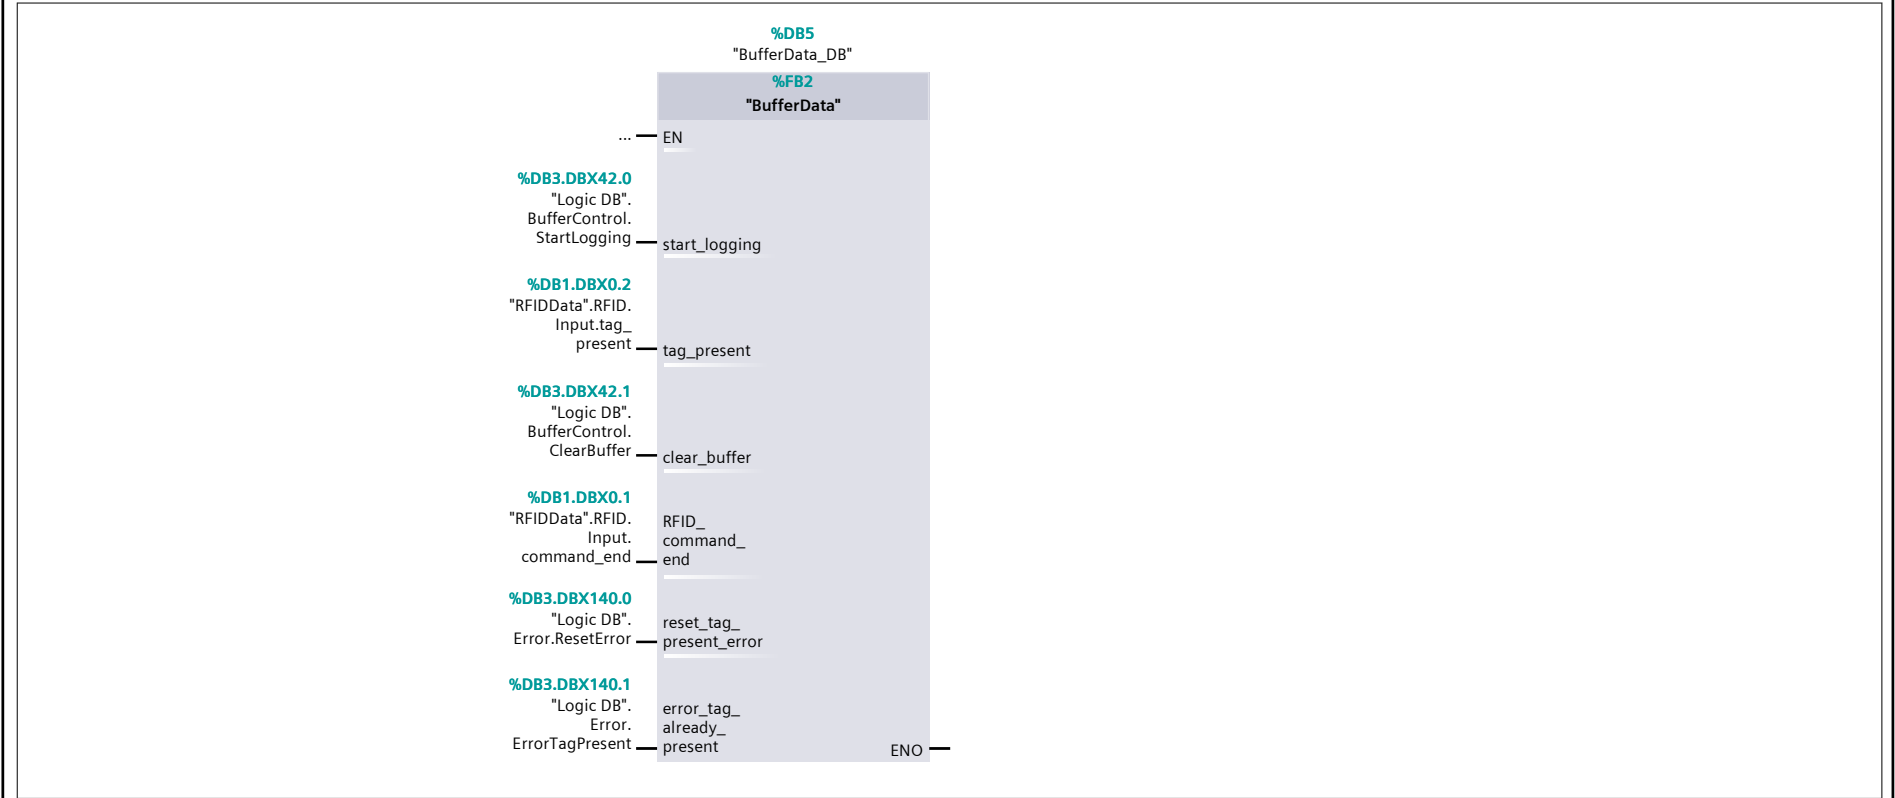 %DB5
"BufferData_DB"
%FB2
"BufferData"
... EN
%DB3.DBX42.0
"Logic DB".
BufferControl.
StartLogging start_logging
%DB1.DBX0.2
"RFIDData".RFID.
Input.tag_
present tag_present
%DB3.DBX42.1
"Logic DB".
BufferControl.
ClearBuffer clear_buffer
%DB1.DBX0.1
"RFIDData".RFID. RFID_
Input. command_
command_end end
%DB3.DBX140.0
"Logic DB". reset_tag_
Error.ResetError present_error
%DB3.DBX140.1
"Logic DB". error_tag_
Error. already_
ErrorTagPresent present ENO